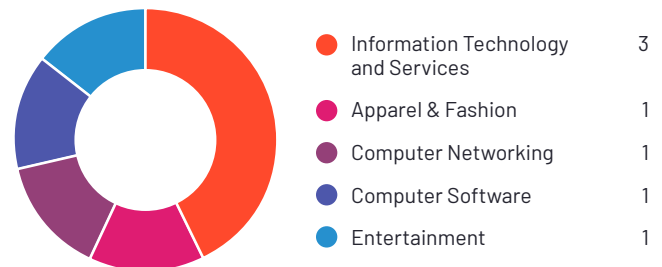 Information Technology 3
and Services
Apparel & Fashion 1
Computer Networking 1
Computer Software 1
Entertainment 1